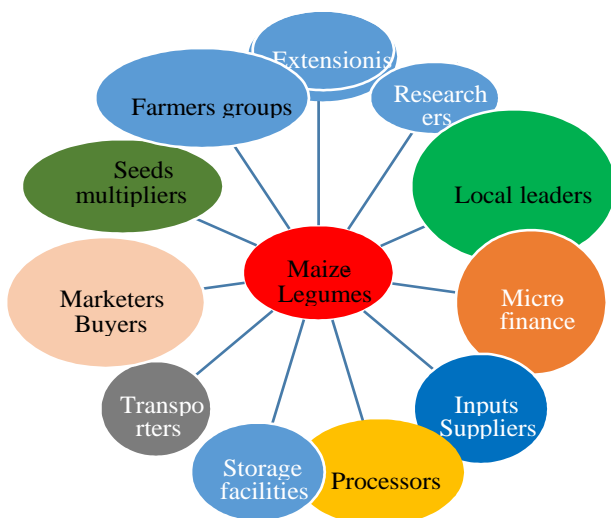 Extensionis
Research
ers
Farmers groups
Local leaders
Seeds
multipliers
Maize-
Legumes
Micro-
finance
Marketers
Buyers
Inputs
Suppliers
Transpo
rters
Storage
facilities
Processors